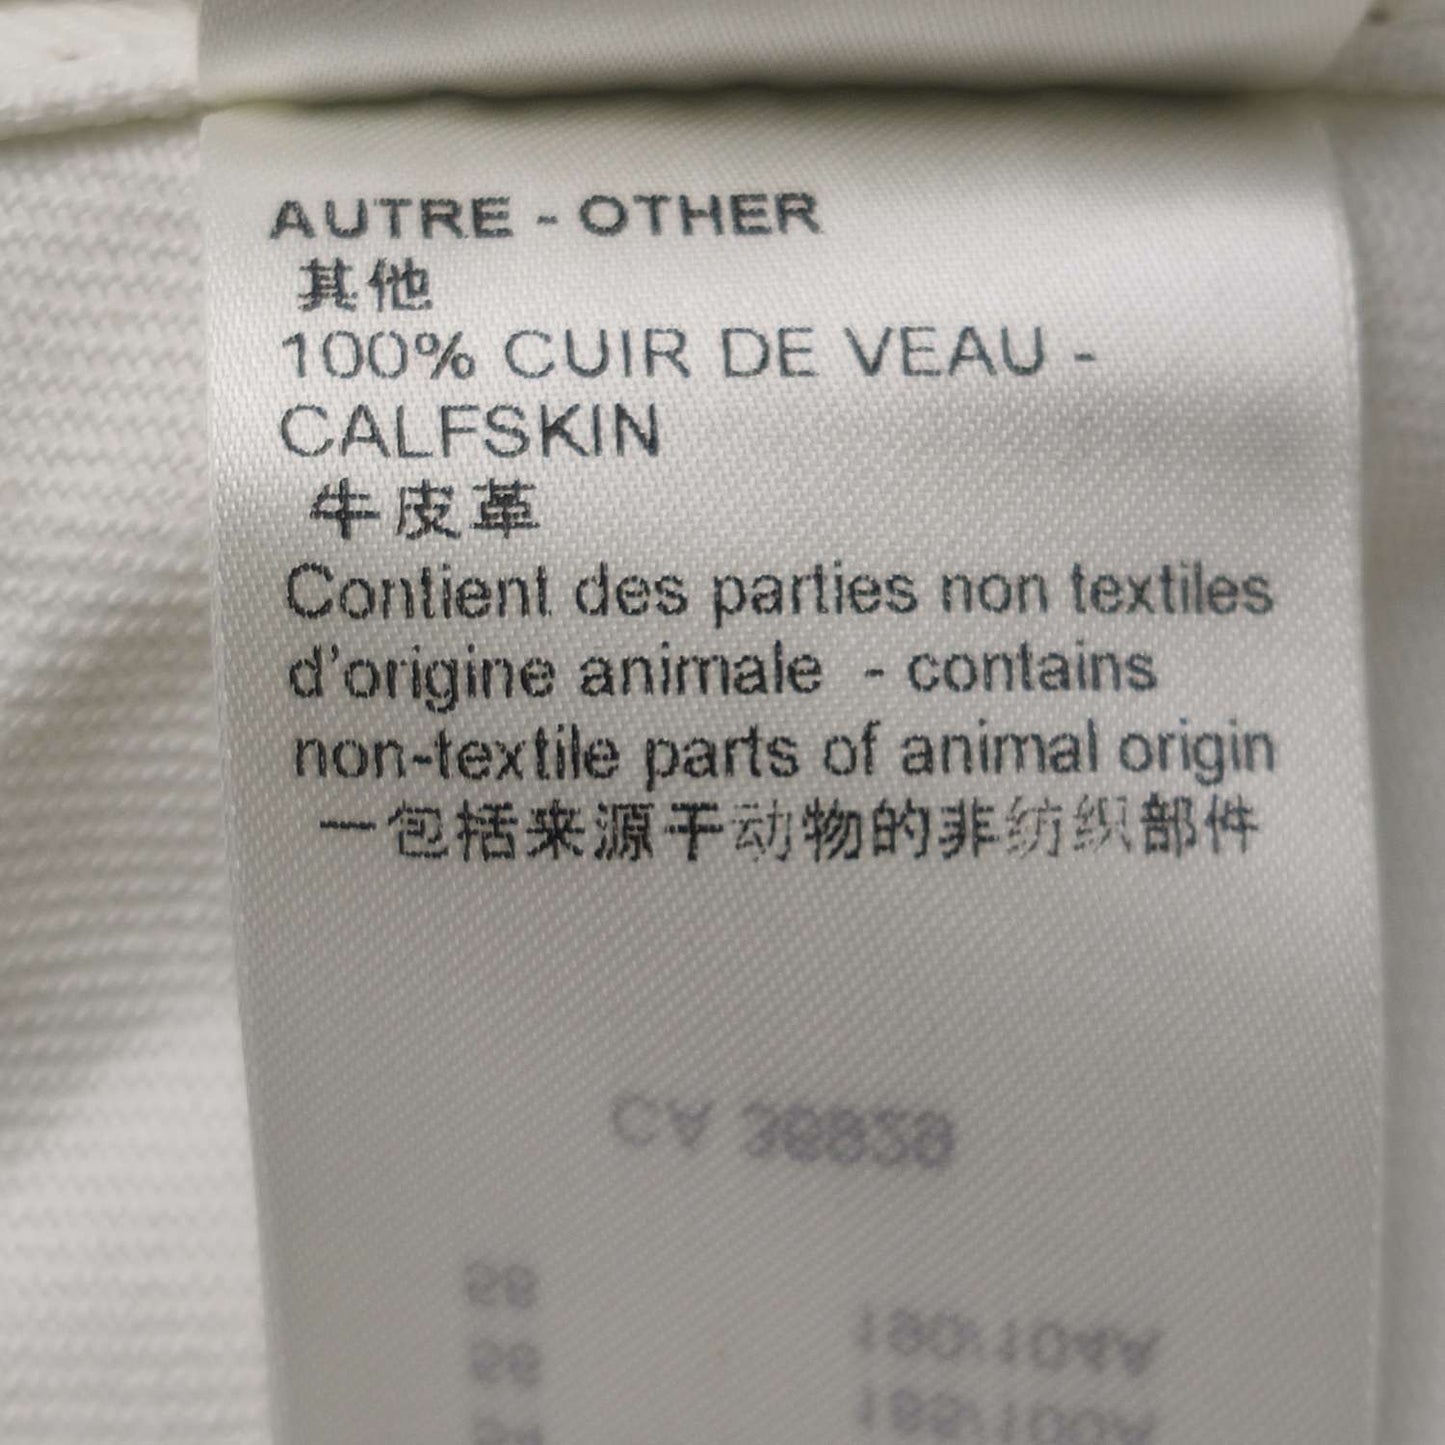 AUTRE - OTHER
其他
100% CUIR DE VEAU -
CALFSKIN
牛皮革
Contient des parties non textiles
d’origine animale - contains
non-textile parts of animal origin
一包括来源于动物的非纺织部件